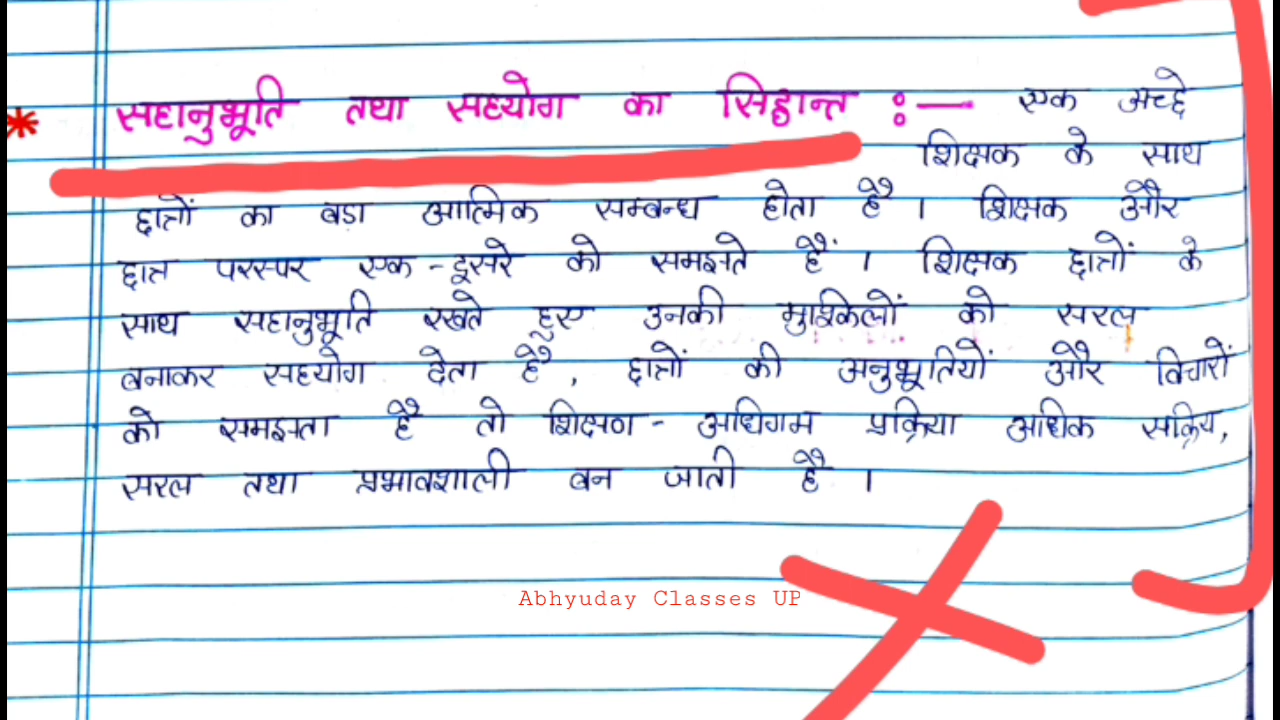 * सहानुभूति तथा सहयोग का सिद्धान्त :— एक अच्छे
शिक्षक के साथ
छात्रों का बड़ा आत्मिक सम्बन्ध होता है । शिक्षक और
छात्र परस्पर एक-दूसरे को समझते हैं । शिक्षक छात्रों के
साथ सहानुभूति रखते हुए उनकी मुश्किलों को सरल
बनाकर सहयोग देता है , छात्रों की अनुभूतियों और विचारों
को समझता है तो शिक्षण - अधिगम प्रक्रिया अधिक सक्रिय,
सरल तथा प्रभावशाली बन जाती है ।
Abhyuday Classes UP